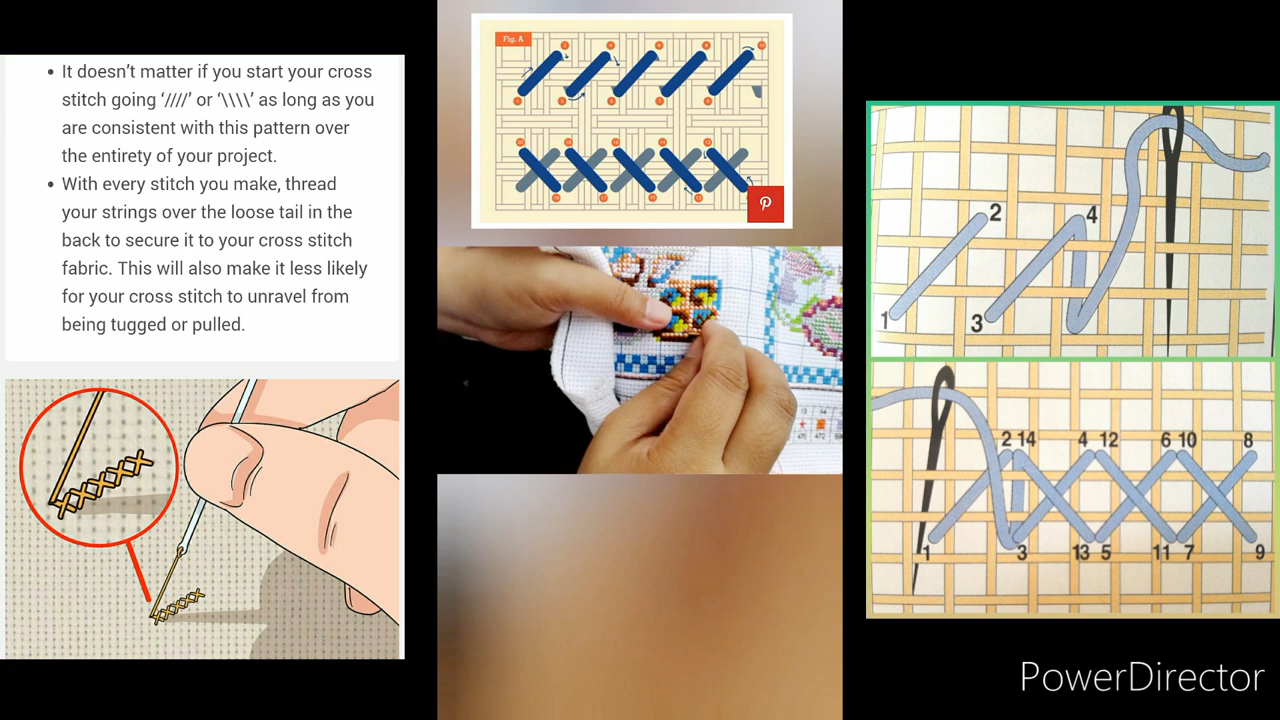 • It doesn’t matter if you start your cross
stitch going ‘////’ or ‘\\\\’ as long as you
are consistent with this pattern over
the entirety of your project.
• With every stitch you make, thread
your strings over the loose tail in the
back to secure it to your cross stitch
fabric. This will also make it less likely
for your cross stitch to unravel from
being tugged or pulled.
Fig. A
2 4
1 3
2 14 4 12 6 10 8
1 3 13 5 11 7 9
PowerDirector